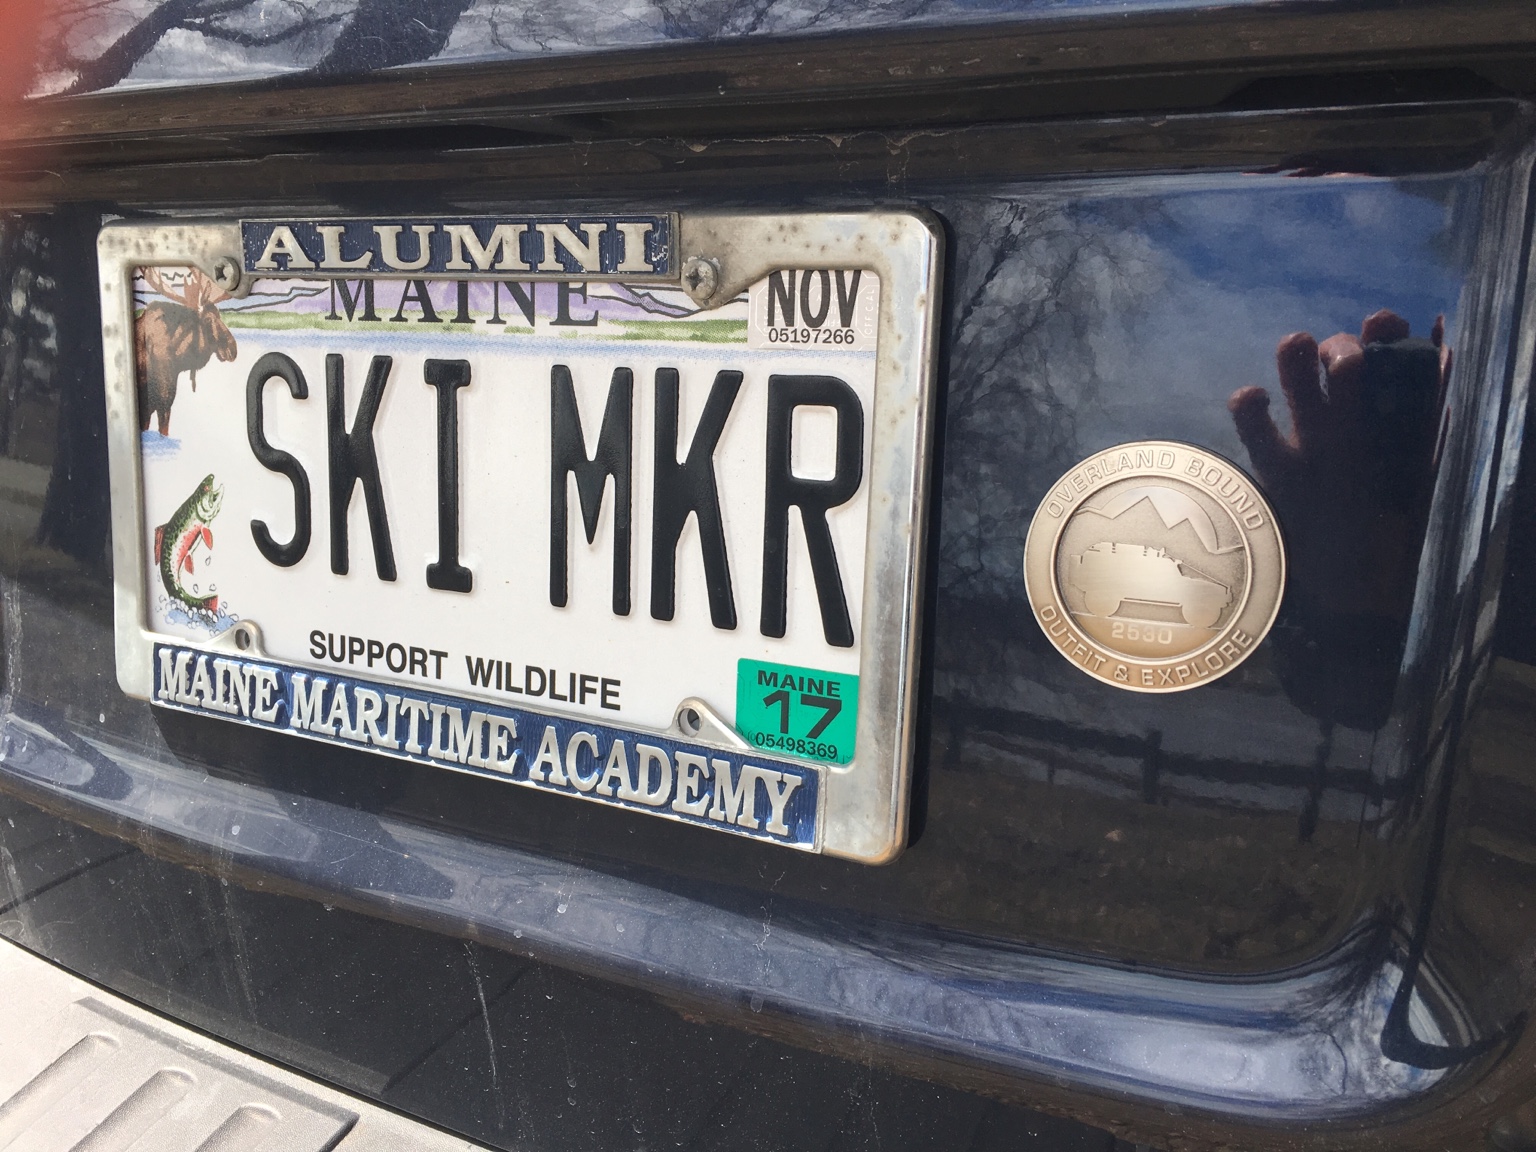 ALUMNI
MAINE
NOV
05197266
SKI MKR
SUPPORT WILDLIFE
MAINE
17
05498369
MAINE MARITIME ACADEMY
OVERLAND BOUND
2530
OUTFIT & EXPLORE